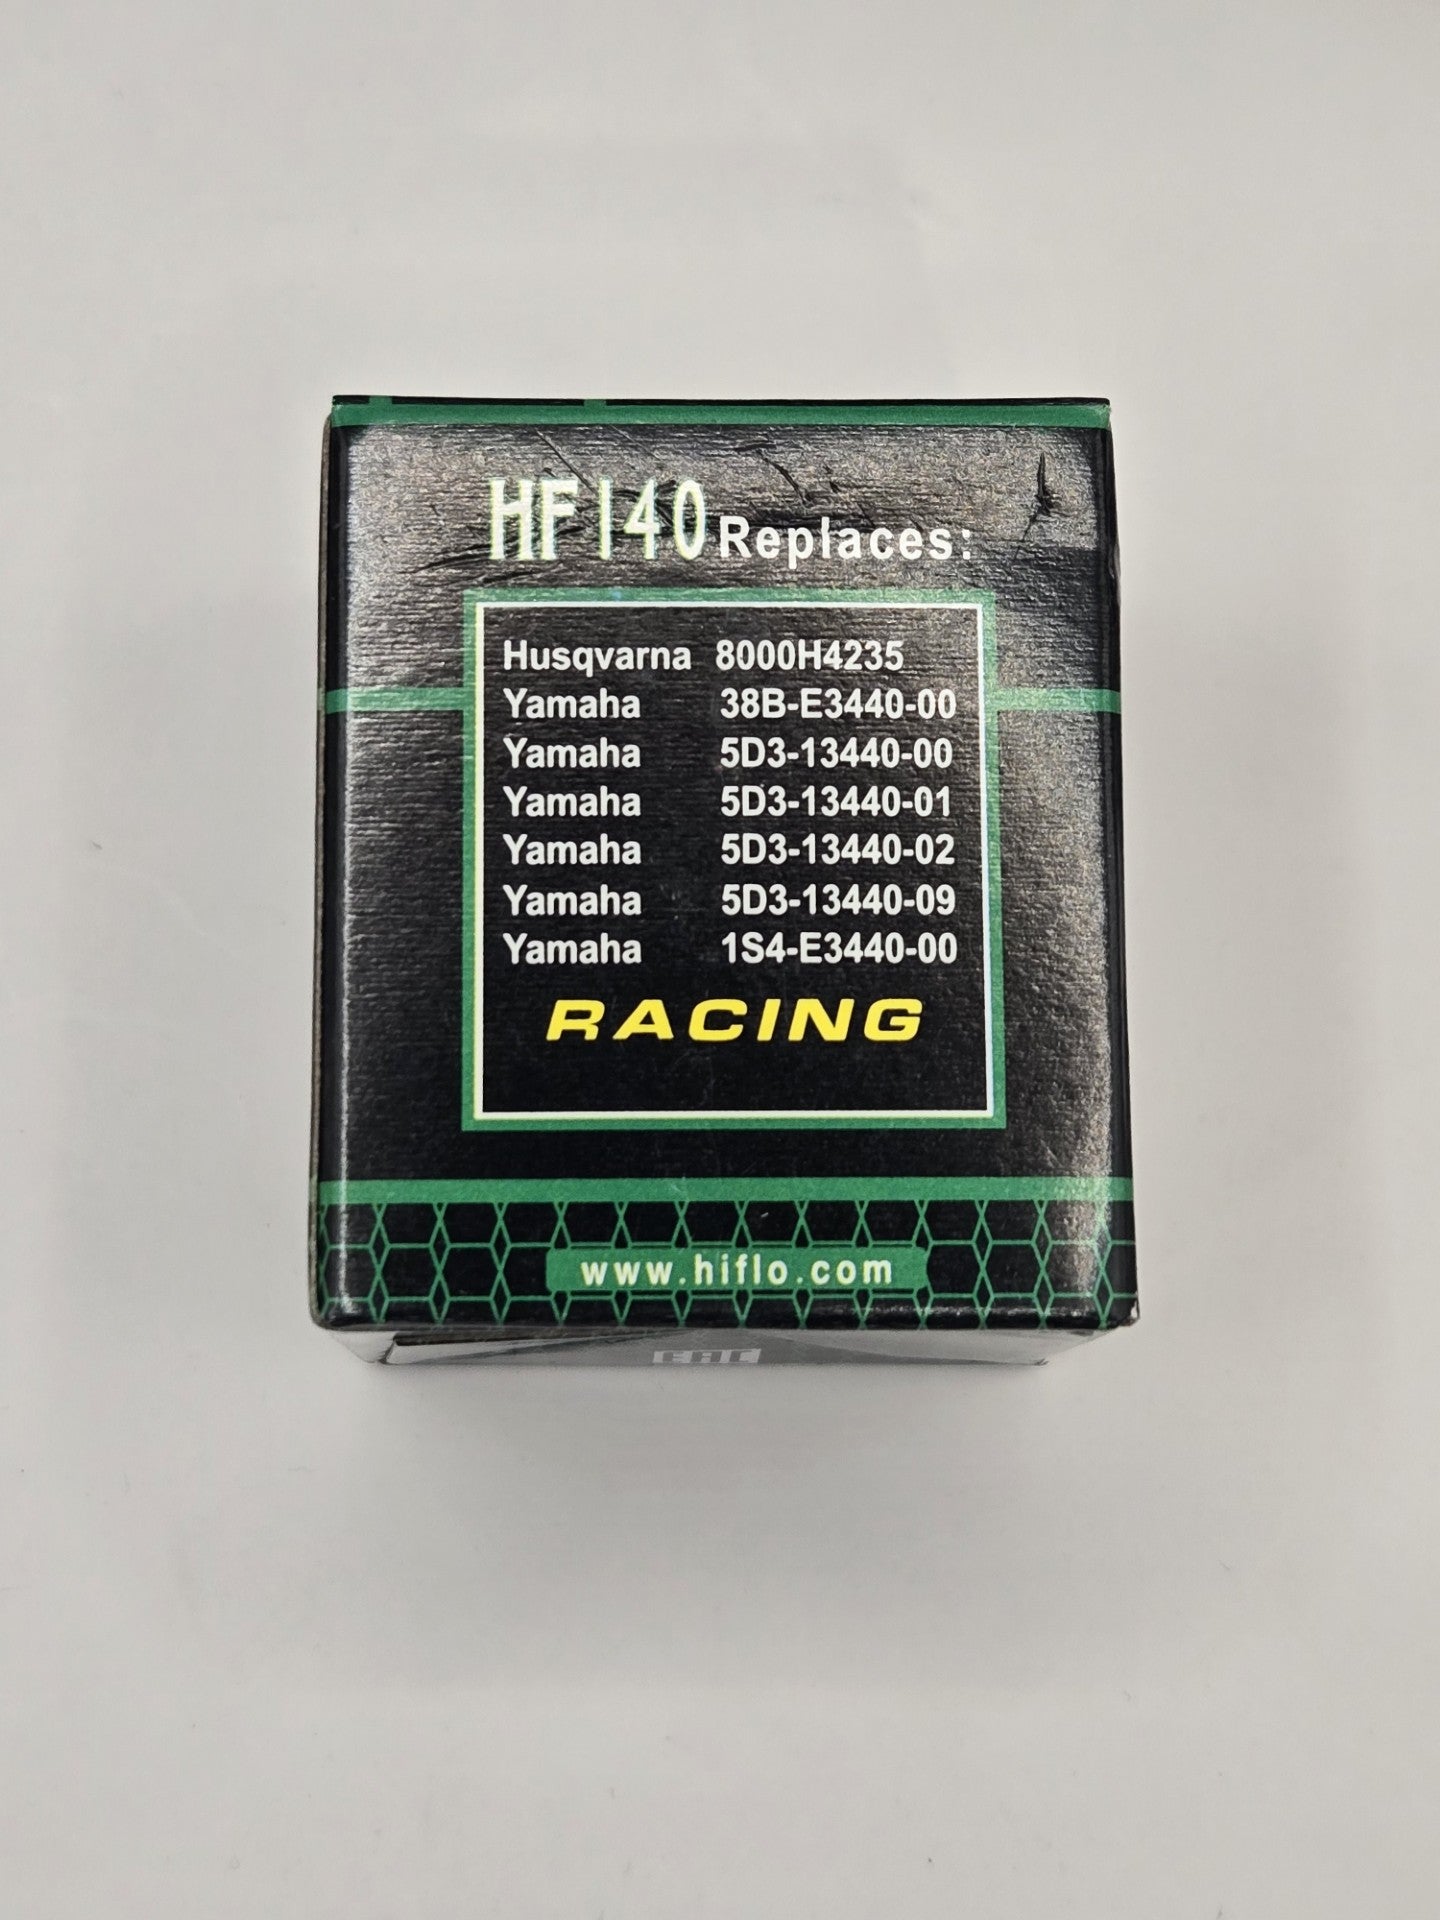 HF140 Replaces:
Husqvarna 8000H4235
Yamaha 38B-E3440-00
Yamaha 5D3-13440-00
Yamaha 5D3-13440-01
Yamaha 5D3-13440-02
Yamaha 5D3-13440-09
Yamaha 1S4-E3440-00
RACING
www.hiflo.com
EAC